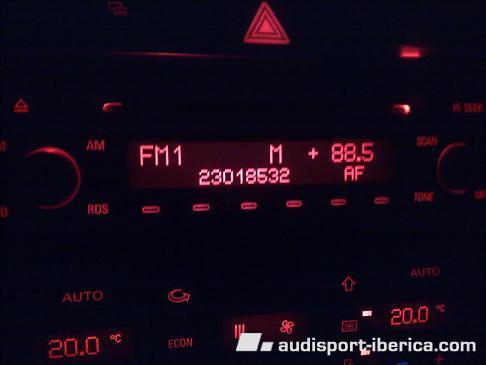 SEEK
AM
SCAN
FM1 M + 88.5
23018532 AF
RDS
TONE
AUTO
AUTO
20.0 °C
20.0 °C
ECON
audisport-iberica.com